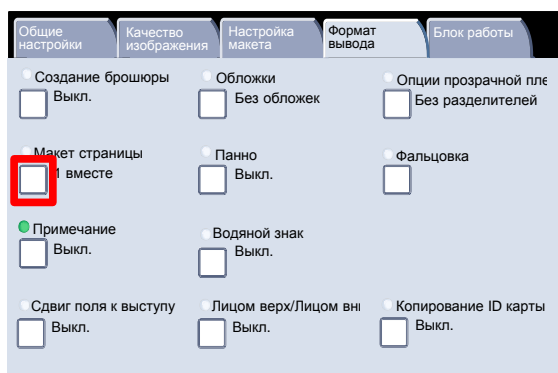 Общие настройки
Качество изображения
Настройка макета
Формат вывода
Блок работы
Создание брошюры
Выкл.
Обложки
Без обложек
Опции прозрачной пле
Без разделителей
Макет страницы
вместе
Панно
Выкл.
Фальцовка
Примечание
Выкл.
Водяной знак
Выкл.
Сдвиг поля к выступу
Выкл.
Лицом верх/Лицом вни
Выкл.
Копирование ID карты
Выкл.